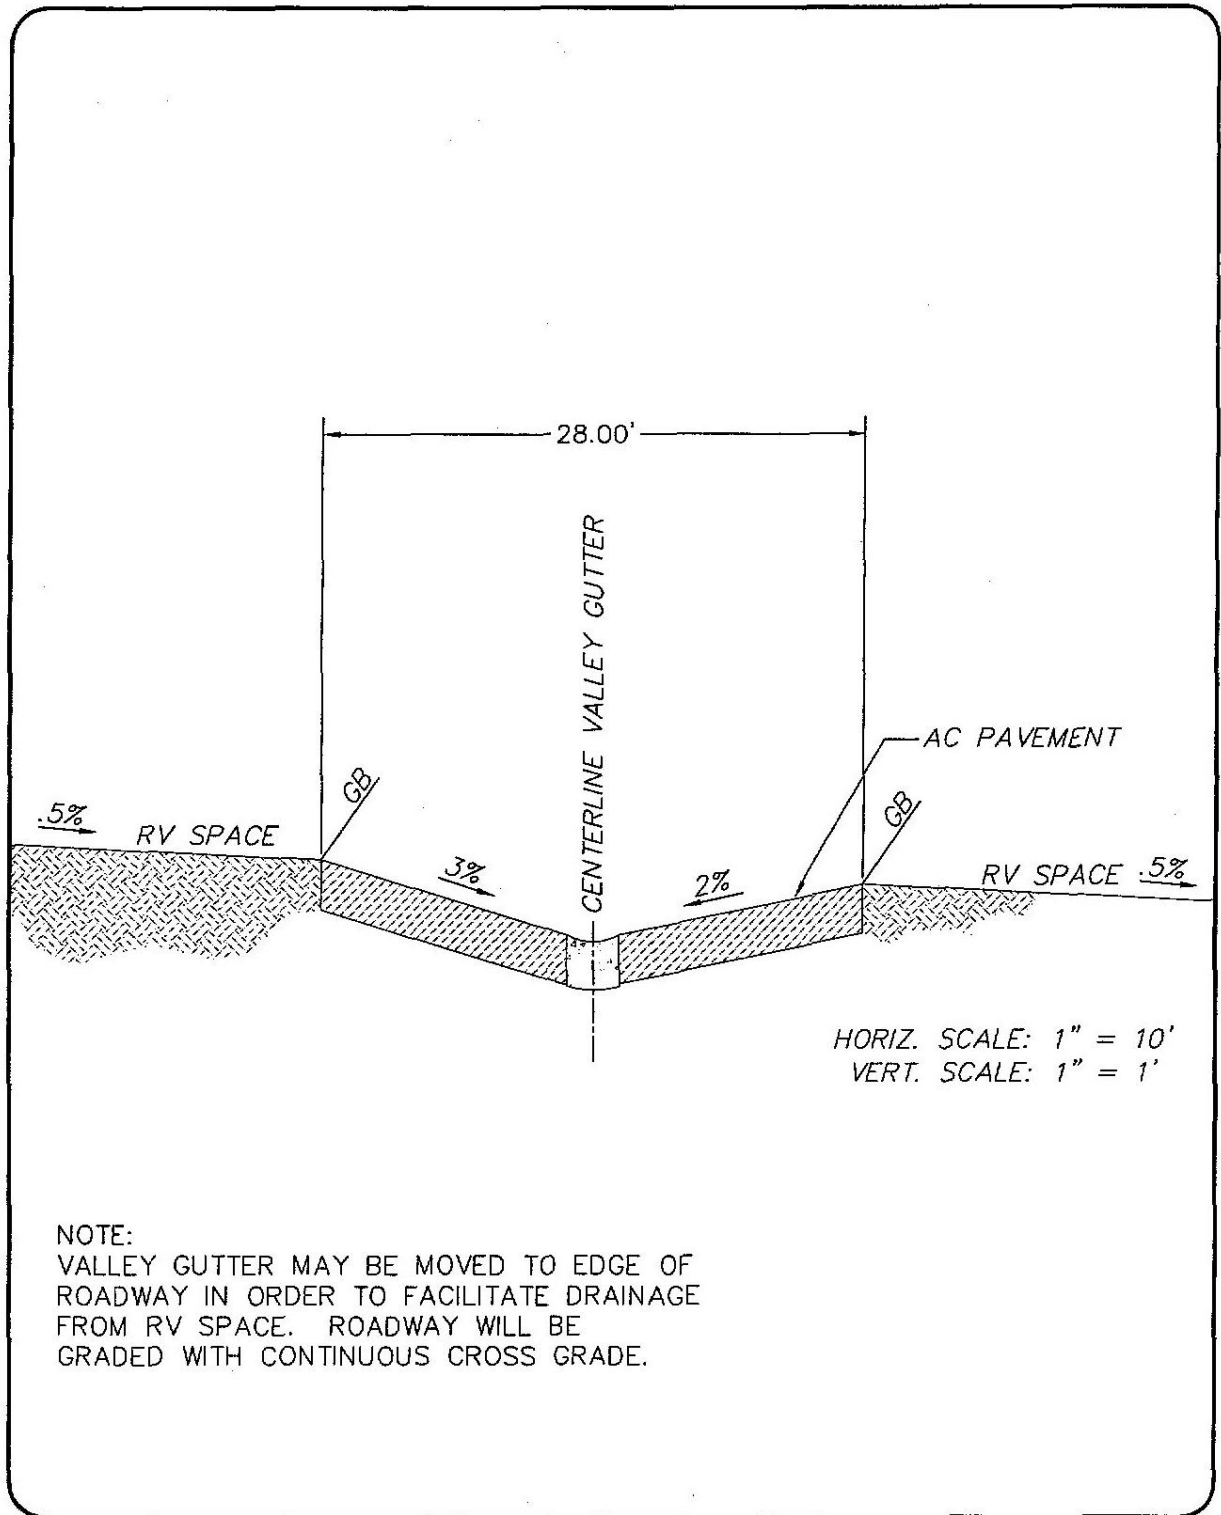 28.00'
CENTERLINE VALLEY GUTTER
AC PAVEMENT
GB
GB
.5%
RV SPACE
3%
2%
RV SPACE
.5%
HORIZ. SCALE: 1" = 10'
VERT. SCALE: 1" = 1'
NOTE:
VALLEY GUTTER MAY BE MOVED TO EDGE OF
ROADWAY IN ORDER TO FACILITATE DRAINAGE
FROM RV SPACE. ROADWAY WILL BE
GRADED WITH CONTINUOUS CROSS GRADE.